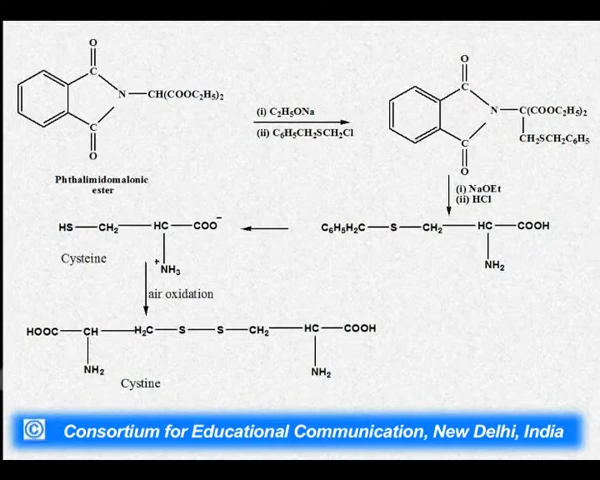 O
C
N—CH(COOC₂H₅)₂
C
O
Phthalimidomalonic
ester
(i) C₂H₅ONa
(ii) C₆H₅CH₂SCH₂Cl
O
C
N—C(COOC₂H₅)₂
CH₂SCH₂C₆H₅
C
O
(i) NaOEt
(ii) HCl
HS—CH₂—HC—COO⁻
⁺NH₃
Cysteine
C₆H₅H₂C—S—CH₂—HC—COOH
NH₂
air oxidation
HOOC—CH—H₂C—S—S—CH₂—HC—COOH
NH₂
NH₂
Cystine
© Consortium for Educational Communication, New Delhi, India